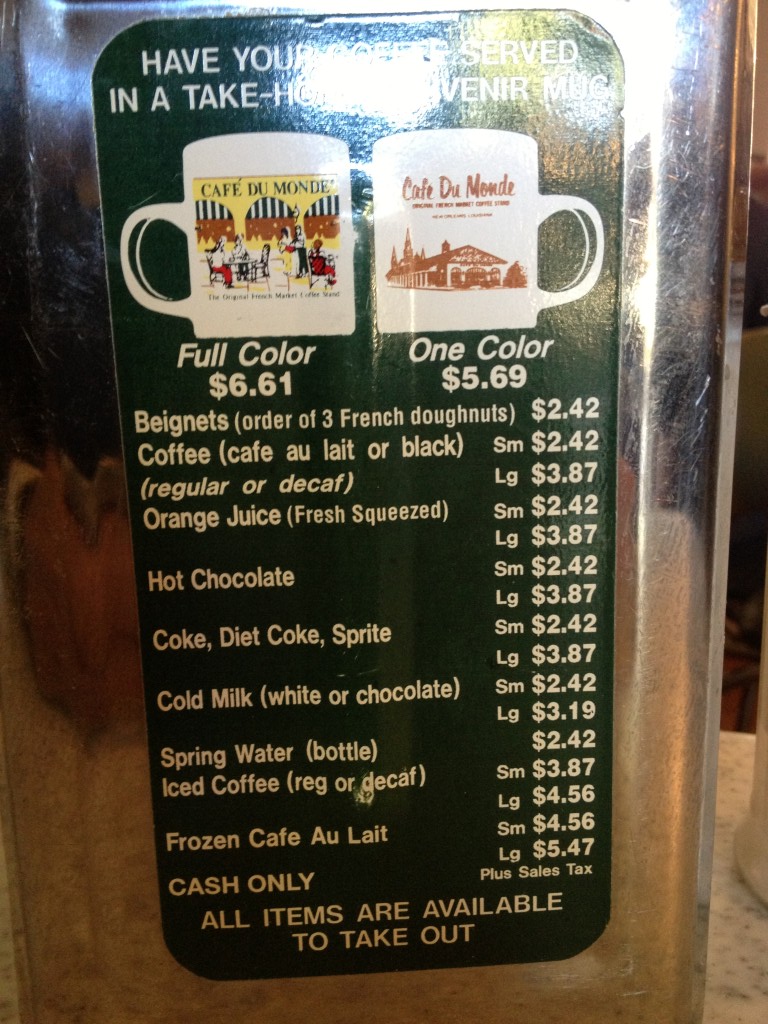 HAVE YOUR COFFEE SERVED
IN A TAKE-HOME SOUVENIR MUG
CAFÉ DU MONDE
The Original French Market Coffee Stand
Cafe Du Monde
ORIGINAL FRENCH MARKET COFFEE STAND
NEW ORLEANS, LOUISIANA
Full Color
$6.61
One Color
$5.69
Beignets (order of 3 French doughnuts) $2.42
Coffee (cafe au lait or black) Sm $2.42
(regular or decaf) Lg $3.87
Orange Juice (Fresh Squeezed) Sm $2.42
Lg $3.87
Hot Chocolate Sm $2.42
Lg $3.87
Coke, Diet Coke, Sprite Sm $2.42
Lg $3.87
Cold Milk (white or chocolate) Sm $2.42
Lg $3.19
Spring Water (bottle) $2.42
Iced Coffee (reg or decaf) Sm $3.87
Lg $4.56
Frozen Cafe Au Lait Sm $4.56
Lg $5.47
CASH ONLY Plus Sales Tax
ALL ITEMS ARE AVAILABLE
TO TAKE OUT